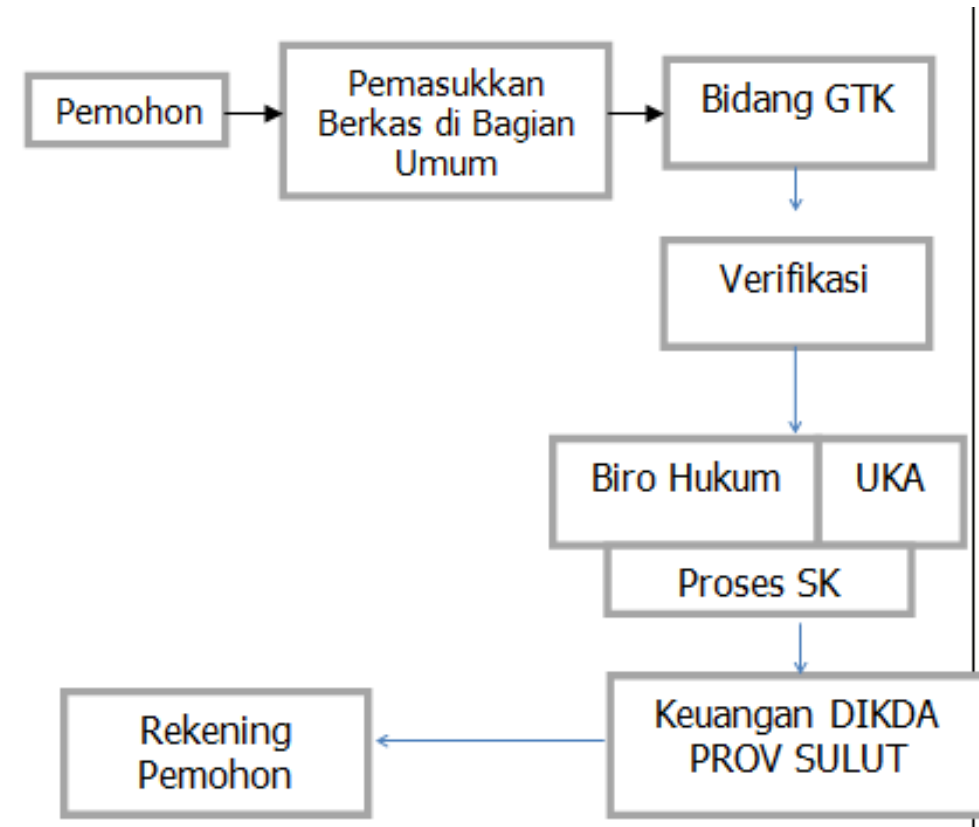 Pemohon
Pemasukkan
Berkas di Bagian
Umum
Bidang GTK
Verifikasi
Biro Hukum
UKA
Proses SK
Keuangan DIKDA
PROV SULUT
Rekening
Pemohon